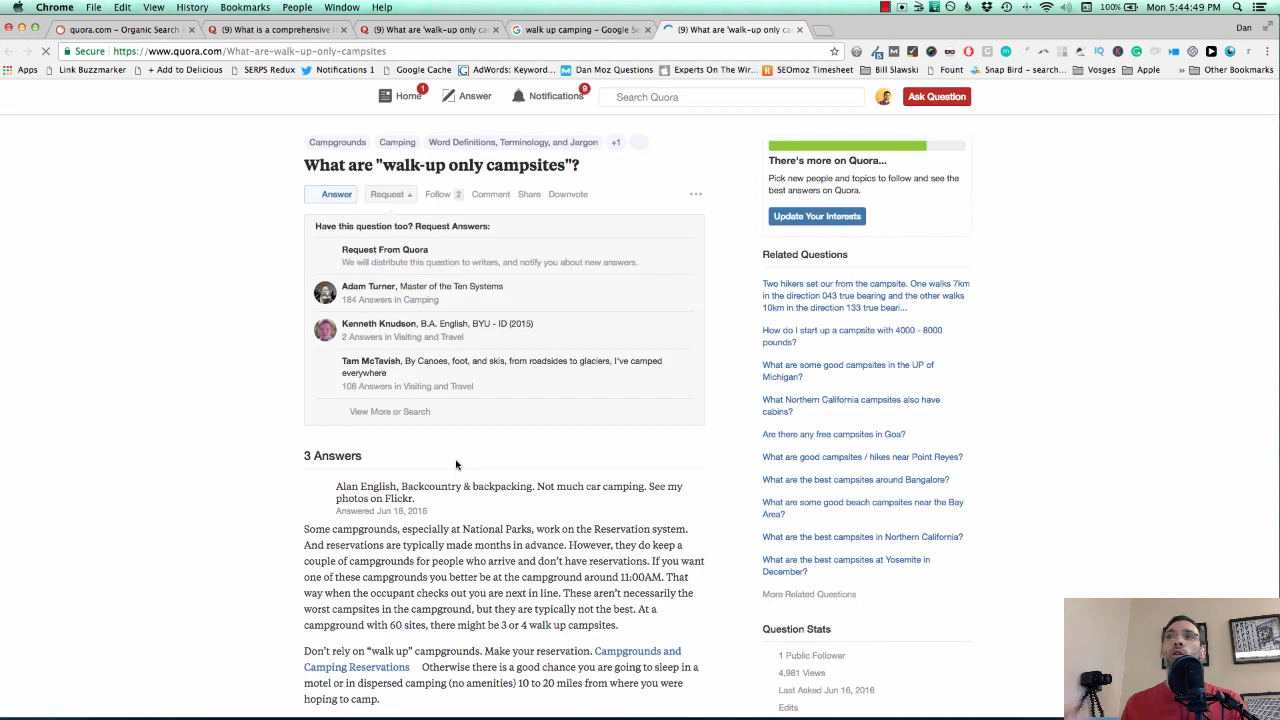 Chrome File Edit View History Bookmarks People Window Help 100% Mon 5:44:29 PM
quora.com – Organic Search (9) What is a comprehensive l (9) What are "walk-up only ca walk up camping – Google Se (9) What are "walk-up only ca Dan
Secure https://www.quora.com/What-are-walk-up-only-campsites
Apps Link Buzzmarker + Add to Delicious SERPS Redux Notifications 1 Google Cache AdWords: Keyword... Dan Moz Questions Experts On The Wir... SEOmoz Timesheet Bill Slawski Fount Snap Bird – search... Vosges Apple » Other Bookmarks
Home 1 Answer Notifications 9 Search Quora Ask Question
Campgrounds Camping Word Definitions, Terminology, and Jargon +1
What are "walk-up only campsites"?
Answer Request Follow 2 Comment Share Downvote
Have this question too? Request Answers:
Request From Quora
We will distribute this question to writers, and notify you about new answers.
Adam Turner, Master of the Ten Systems
184 Answers in Camping
Kenneth Knudson, B.A. English, BYU - ID (2015)
2 Answers in Visiting and Travel
Tam McTavish, By Canoes, foot, and skis, from roadsides to glaciers, I've camped
everywhere
106 Answers in Visiting and Travel
View More or Search
3 Answers
Alan English, Backcountry & backpacking. Not much car camping. See my
photos on Flickr.
Answered Jun 18, 2016
Some campgrounds, especially at National Parks, work on the Reservation system.
And reservations are typically made months in advance. However, they do keep a
couple of campgrounds for people who arrive and don't have reservations. If you want
one of these campgrounds you better be at the campground around 11:00AM. That
way when the occupant checks out you are next in line. These aren't necessarily the
worst campsites in the campground, but they are typically not the best. At a
campground with 60 sites, there might be 3 or 4 walk up campsites.
Don't rely on "walk up" campgrounds. Make your reservation. Campgrounds and
Camping Reservations Otherwise there is a good chance you are going to sleep in a
motel or in dispersed camping (no amenities) 10 to 20 miles from where you were
hoping to camp.
There's more on Quora...
Pick new people and topics to follow and see the
best answers on Quora.
Update Your Interests
Related Questions
Two hikers set our from the campsite. One walks 7km
in the direction 043 true bearing and the other walks
10km in the direction 133 true beari...
How do I start up a campsite with 4000 - 8000
pounds?
What are some good campsites in the UP of
Michigan?
What Northern California campsites also have
cabins?
Are there any free campsites in Goa?
What are good campsites / hikes near Point Reyes?
What are the best campsites around Bangalore?
What are some good beach campsites near the Bay
Area?
What are the best campsites in Northern California?
What are the best campsites at Yosemite in
December?
More Related Questions
Question Stats
1 Public Follower
4,981 Views
Last Asked Jun 16, 2016
Edits